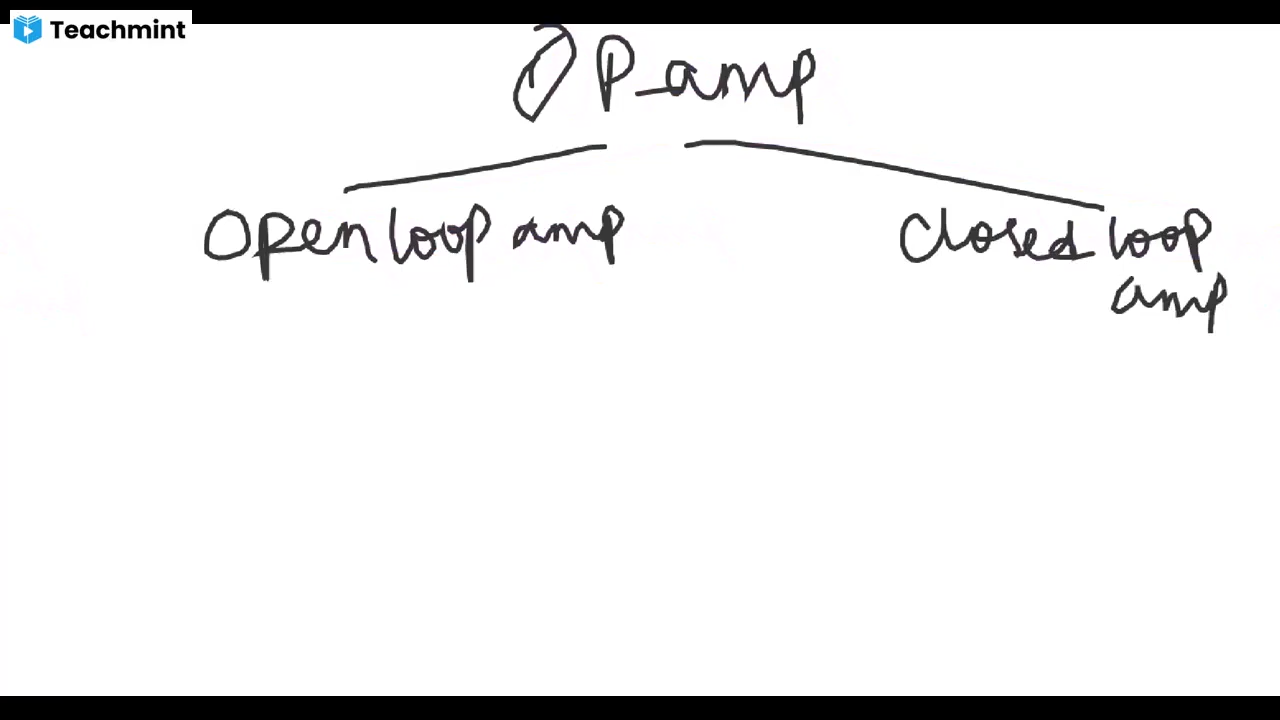 Teachmint
OP-amp
Open loop amp
closed loop
amp